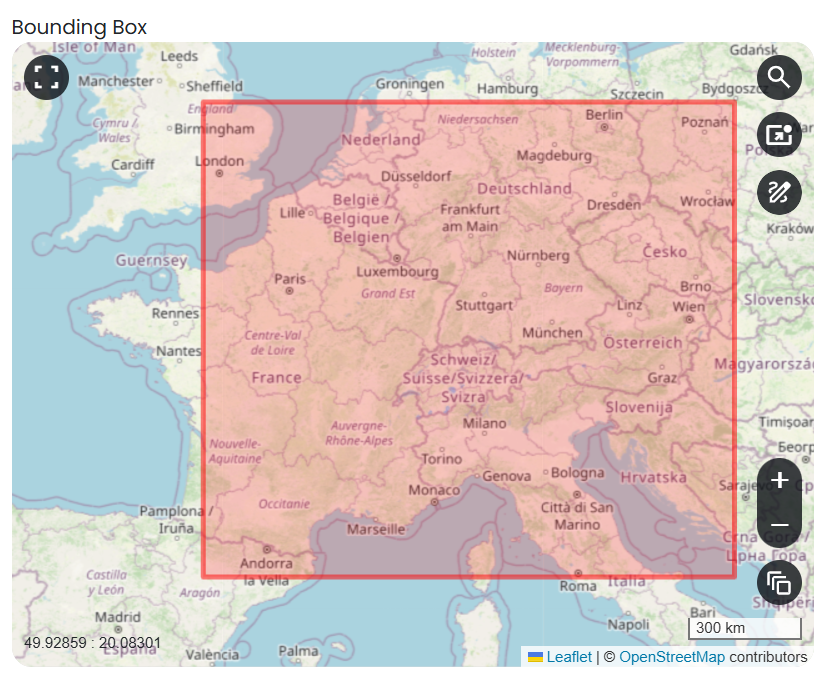 Bounding Box
Isle of Man
Leeds
Holstein
Mecklenburg-
Vorpommern
Gdańsk
Manchester
Sheffield
Groningen
Hamburg
Szczecin
Bydgoszcz
England
Cymru /
Wales
Birmingham
Nederland
Niedersachsen
Berlin
Poznań
Cardiff
London
Magdeburg
Düsseldorf
Deutschland
België /
Belgique /
Belgien
Lille
Frankfurt
am Main
Dresden
Wrocław
Kraków
Guernsey
Luxembourg
Nürnberg
Česko
Paris
Grand Est
Bayern
Brno
Slovensko
Rennes
Stuttgart
Linz
Wien
Centre-Val
de Loire
München
Österreich
Nantes
Schweiz/
Suisse/Svizzera/
Svizra
France
Graz
Magyarország
Slovenija
Nouvelle-
Aquitaine
Auvergne-
Rhône-Alpes
Milano
Timișoara
Torino
Genova
Bologna
Hrvatska
Monaco
Sarajevo
Pamplona /
Iruña
Occitanie
Marseille
Città di San
Marino
Crna Gora /
Црна Гора
Andorra
la Vella
Castilla
y León
Aragón
Roma
Italia
Madrid
España
Bari
Napoli
València
Palma
49.92859 : 20.08301
300 km
Leaflet | © OpenStreetMap contributors